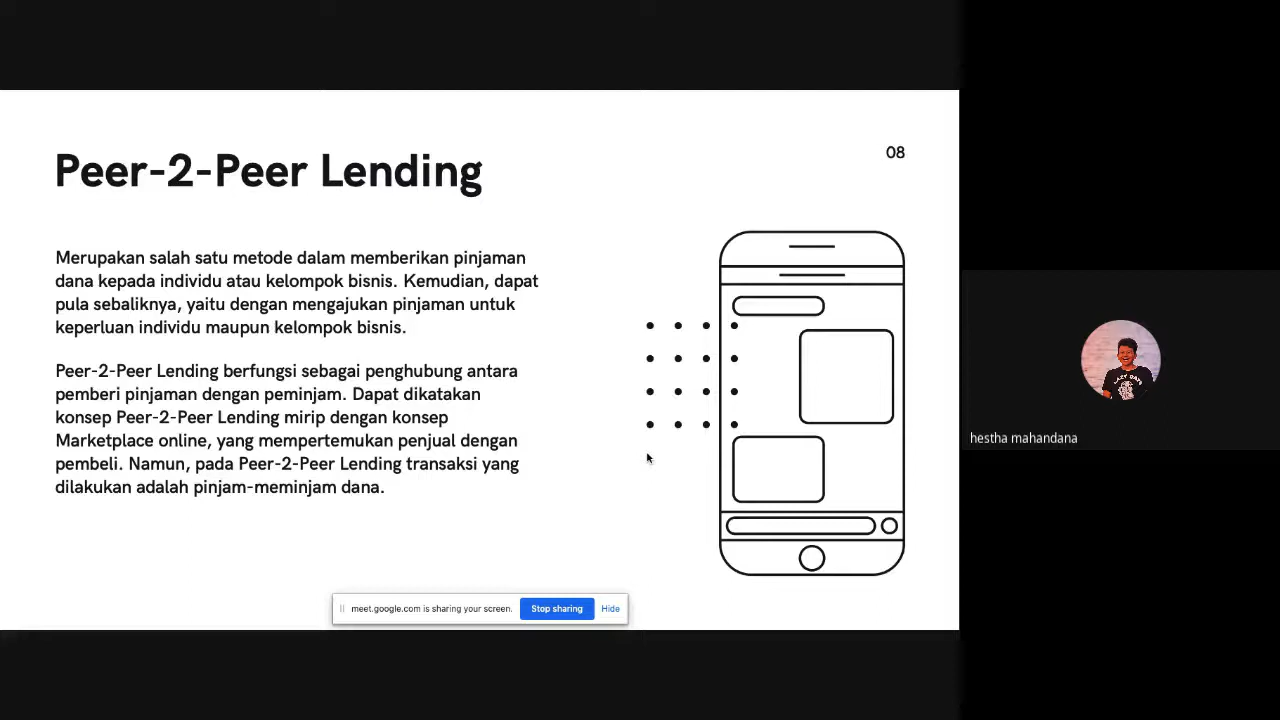 Peer-2-Peer Lending
08
Merupakan salah satu metode dalam memberikan pinjaman
dana kepada individu atau kelompok bisnis. Kemudian, dapat
pula sebaliknya, yaitu dengan mengajukan pinjaman untuk
keperluan individu maupun kelompok bisnis.
Peer-2-Peer Lending berfungsi sebagai penghubung antara
pemberi pinjaman dengan peminjam. Dapat dikatakan
konsep Peer-2-Peer Lending mirip dengan konsep
Marketplace online, yang mempertemukan penjual dengan
pembeli. Namun, pada Peer-2-Peer Lending transaksi yang
dilakukan adalah pinjam-meminjam dana.
meet.google.com is sharing your screen. Stop sharing Hide
LAZY DAYS
hestha mahandana